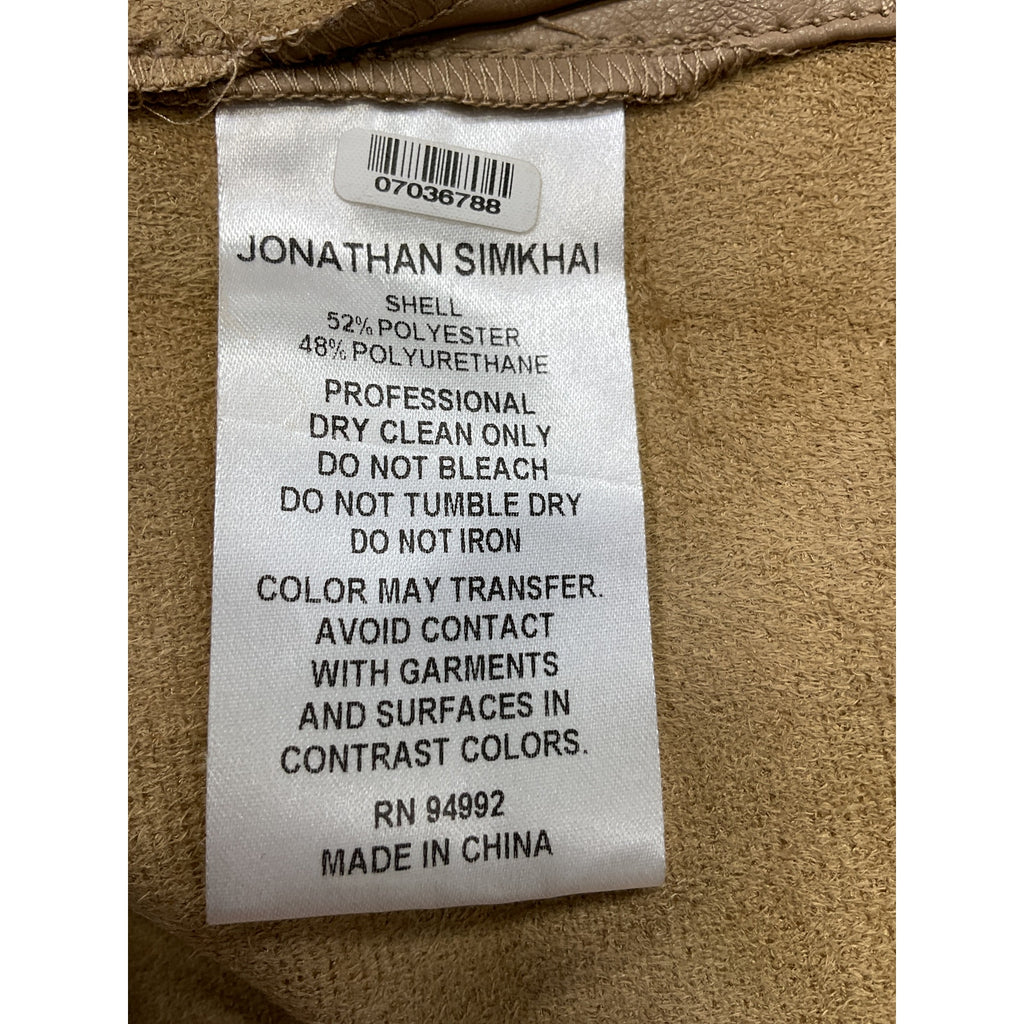 07036788
JONATHAN SIMKHAI
SHELL
52% POLYESTER
48% POLYURETHANE
PROFESSIONAL
DRY CLEAN ONLY
DO NOT BLEACH
DO NOT TUMBLE DRY
DO NOT IRON
COLOR MAY TRANSFER.
AVOID CONTACT
WITH GARMENTS
AND SURFACES IN
CONTRAST COLORS.
RN 94992
MADE IN CHINA